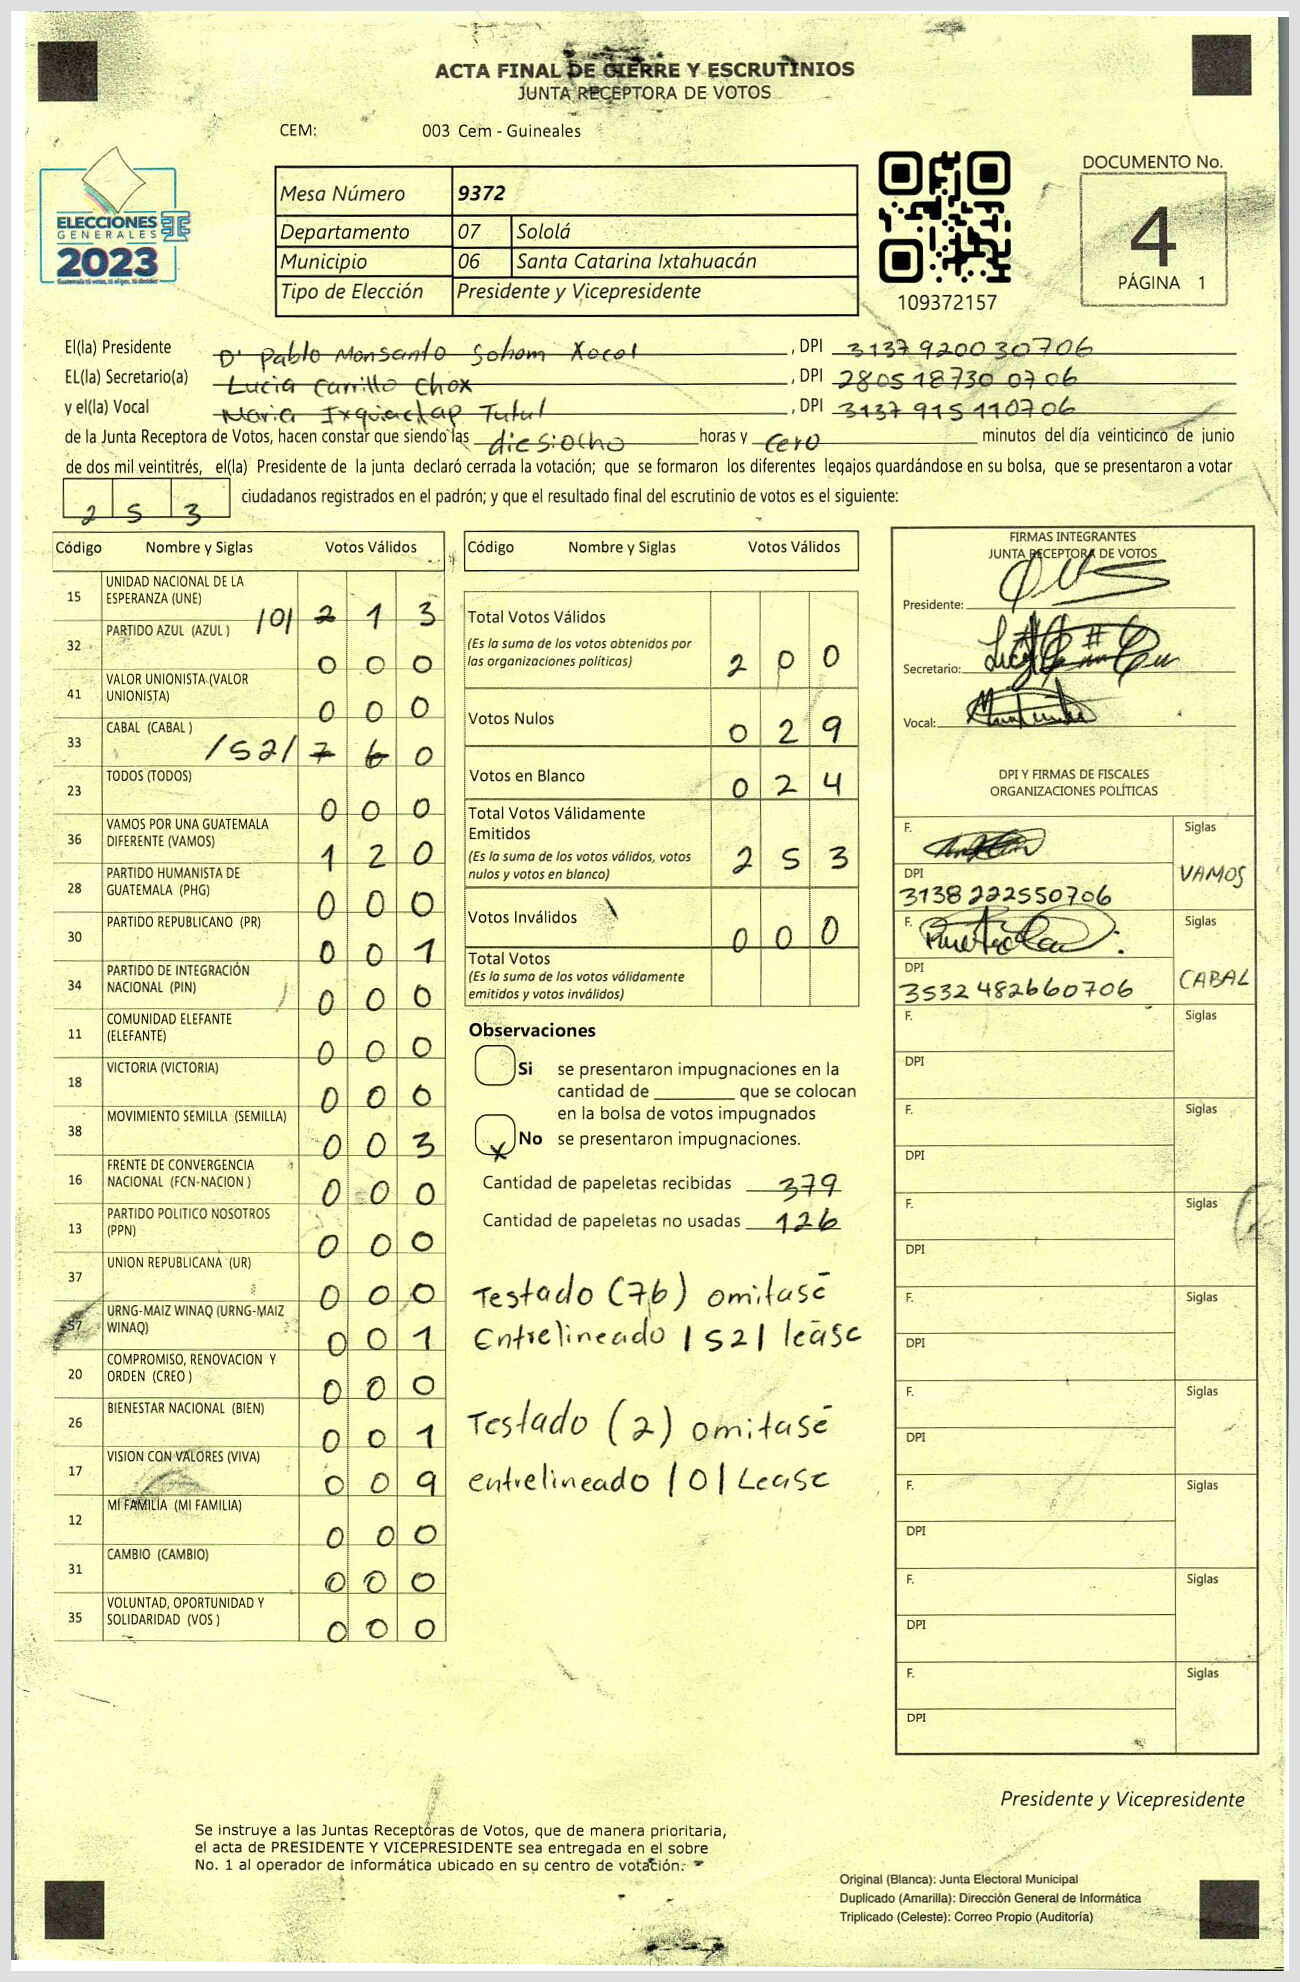 ACTA FINAL DE CIERRE Y ESCRUTINIOS
JUNTA RECEPTORA DE VOTOS
CEM: 003 Cem - Guineales
ELECCIONES
GENERALES
2023
Mesa Número 9372
Departamento 07 Sololá
Municipio 06 Santa Catarina Ixtahuacán
Tipo de Elección Presidente y Vicepresidente
109372157
DOCUMENTO No.
4
PÁGINA 1
El(la) Presidente D' Pablo Monsanto Sohom Xocol , DPI 3137920030706
EL(la) Secretario(a) Lucia Carrillo Chox , DPI 2805187300706
y el(la) Vocal Maria Ixquiactap Tutul , DPI 3137915110706
de la Junta Receptora de Votos, hacen constar que siendo las diesiocho horas y cero minutos del día veinticinco de junio
de dos mil veintitrés, el(la) Presidente de la junta declaró cerrada la votación; que se formaron los diferentes legajos guardándose en su bolsa, que se presentaron a votar
253 ciudadanos registrados en el padrón; y que el resultado final del escrutinio de votos es el siguiente:
Código Nombre y Siglas Votos Válidos
15 UNIDAD NACIONAL DE LA
ESPERANZA (UNE) /0/ 2 1 3
32 PARTIDO AZUL (AZUL ) 0 0 0
41 VALOR UNIONISTA (VALOR
UNIONISTA) 0 0 0
33 CABAL (CABAL ) /52/ 7 6 0
23 TODOS (TODOS) 0 0 0
36 VAMOS POR UNA GUATEMALA
DIFERENTE (VAMOS) 1 2 0
28 PARTIDO HUMANISTA DE
GUATEMALA (PHG) 0 0 0
30 PARTIDO REPUBLICANO (PR) 0 0 1
34 PARTIDO DE INTEGRACIÓN
NACIONAL (PIN) 0 0 0
11 COMUNIDAD ELEFANTE
(ELEFANTE) 0 0 0
18 VICTORIA (VICTORIA) 0 0 0
38 MOVIMIENTO SEMILLA (SEMILLA) 0 0 3
16 FRENTE DE CONVERGENCIA
NACIONAL (FCN-NACION ) 0 0 0
13 PARTIDO POLITICO NOSOTROS
(PPN) 0 0 0
37 UNION REPUBLICANA (UR) 0 0 0
57 URNG-MAIZ WINAQ (URNG-MAIZ
WINAQ) 0 0 1
20 COMPROMISO, RENOVACION Y
ORDEN (CREO ) 0 0 0
26 BIENESTAR NACIONAL (BIEN) 0 0 1
17 VISION CON VALORES (VIVA) 0 0 9
12 MI FAMILIA (MI FAMILIA) 0 0 0
31 CAMBIO (CAMBIO) 0 0 0
35 VOLUNTAD, OPORTUNIDAD Y
SOLIDARIDAD (VOS ) 0 0 0
Código Nombre y Siglas Votos Válidos
Total Votos Válidos
(Es la suma de los votos obtenidos por
las organizaciones políticas) 2 0 0
Votos Nulos 0 2 9
Votos en Blanco 0 2 4
Total Votos Válidamente
Emitidos
(Es la suma de los votos válidos, votos
nulos y votos en blanco) 2 5 3
Votos Inválidos 0 0 0
Total Votos
(Es la suma de los votos válidamente
emitidos y votos inválidos)
Observaciones
Si se presentaron impugnaciones en la
cantidad de ________ que se colocan
en la bolsa de votos impugnados
x No se presentaron impugnaciones.
Cantidad de papeletas recibidas 379
Cantidad de papeletas no usadas 126
Testado (76) omitasé
Entrelineado /52/ leáse
Testado (2) omitasé
entrelineado /0/ Lease
FIRMAS INTEGRANTES
JUNTA RECEPTORA DE VOTOS
Presidente:
Secretario:
Vocal:
DPI Y FIRMAS DE FISCALES
ORGANIZACIONES POLÍTICAS
F. Siglas
VAMOS
DPI
3138222550706
F. Siglas
CABAL
DPI
3532482660706
F. Siglas
DPI
F. Siglas
DPI
F. Siglas
DPI
F. Siglas
DPI
F. Siglas
DPI
F. Siglas
DPI
F. Siglas
DPI
F. Siglas
DPI
Presidente y Vicepresidente
Se instruye a las Juntas Receptoras de Votos, que de manera prioritaria,
el acta de PRESIDENTE Y VICEPRESIDENTE sea entregada en el sobre
No. 1 al operador de informática ubicado en su centro de votación.
Original (Blanca): Junta Electoral Municipal
Duplicado (Amarilla): Dirección General de Informática
Triplicado (Celeste): Correo Propio (Auditoría)